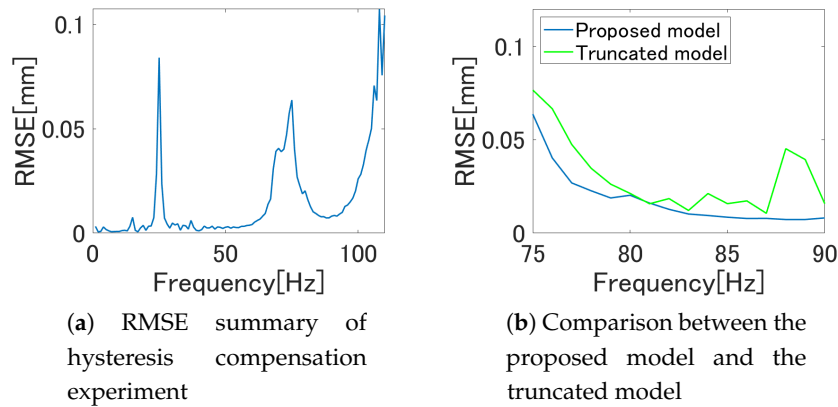 0.1
0.05
0
RMSE[mm]
0
50
100
Frequency[Hz]
(a) RMSE summary of
hysteresis compensation
experiment
Proposed model
Truncated model
0.1
0.05
0
RMSE[mm]
75
80
85
90
Frequency[Hz]
(b) Comparison between the
proposed model and the
truncated model